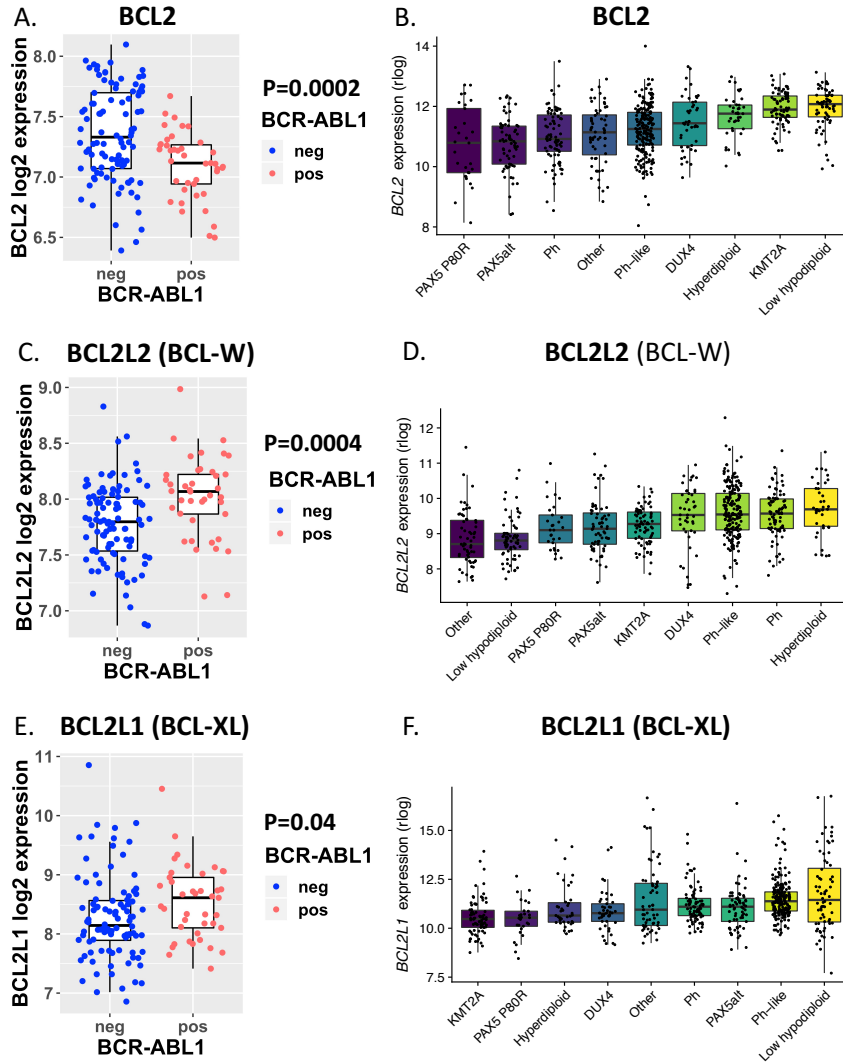 A.
BCL2
BCL2 log2 expression
8.0
7.5
7.0
6.5
neg
pos
BCR-ABL1
P=0.0002
BCR-ABL1
neg
pos
B.
BCL2
BCL2 expression (rlog)
14
12
10
8
PAX5 P80R
PAX5alt
Ph
Other
Ph-like
DUX4
Hyperdiploid
KMT2A
Low hypodiploid
C.
BCL2L2 (BCL-W)
BCL2L2 log2 expression
9.0
8.5
8.0
7.5
7.0
neg
pos
BCR-ABL1
P=0.0004
BCR-ABL1
neg
pos
D.
BCL2L2 (BCL-W)
BCL2L2 expression (rlog)
12
11
10
9
8
Other
Low hypodiploid
PAX5 P80R
PAX5alt
KMT2A
DUX4
Ph-like
Ph
Hyperdiploid
E.
BCL2L1 (BCL-XL)
BCL2L1 log2 expression
11
10
9
8
7
neg
pos
BCR-ABL1
P=0.04
BCR-ABL1
neg
pos
F.
BCL2L1 (BCL-XL)
BCL2L1 expression (rlog)
15.0
12.5
10.0
7.5
KMT2A
PAX5 P80R
Hyperdiploid
DUX4
Other
Ph
PAX5alt
Ph-like
Low hypodiploid